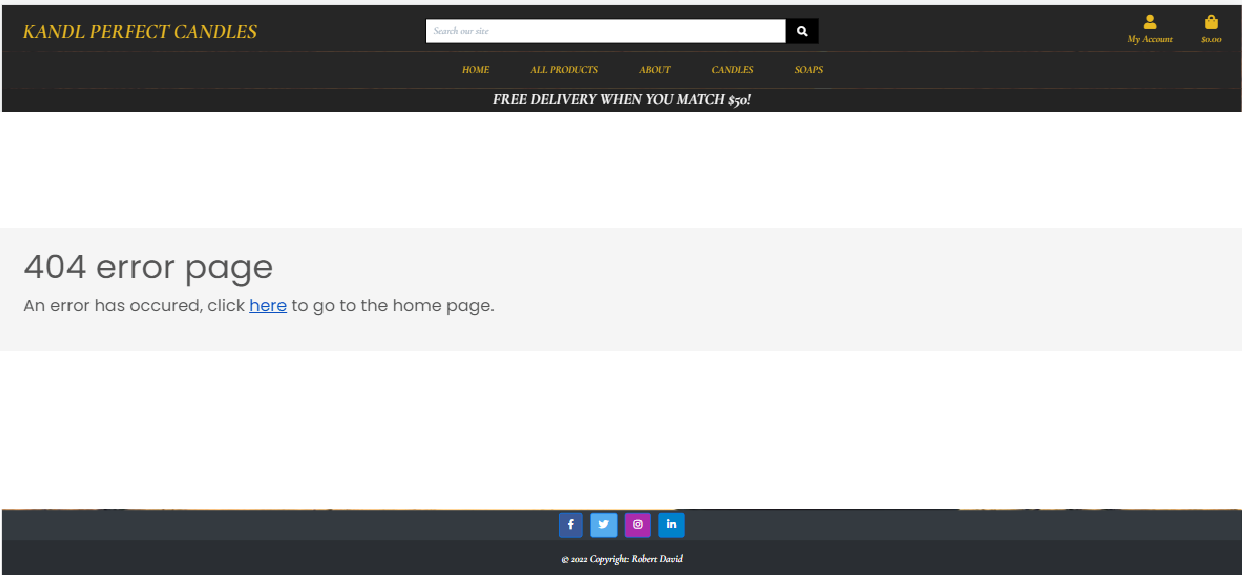 KANDL PERFECT CANDLES
Search our site
My Account
$0.00
HOME ALL PRODUCTS ABOUT CANDLES SOAPS
FREE DELIVERY WHEN YOU MATCH $50!
404 error page
An error has occured, click here to go to the home page.
© 2022 Copyright: Robert David